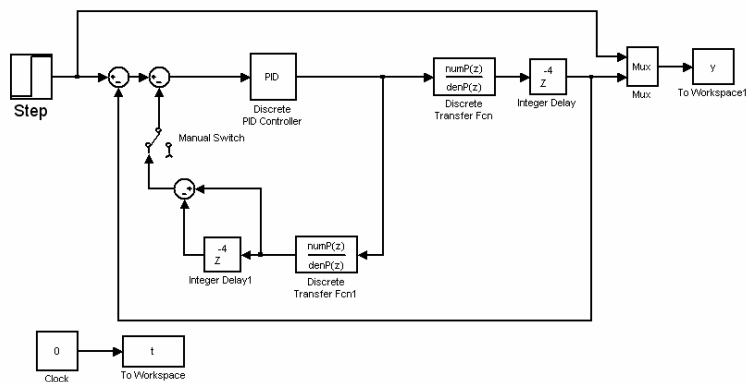 Step
+
-
+
-
PID
Discrete
PID Controller
numP(z)
denP(z)
Discrete
Transfer Fcn
-4
Z
Integer Delay
Mux
Mux
y
To Workspace1
Manual Switch
+
-
-4
Z
Integer Delay1
numP(z)
denP(z)
Discrete
Transfer Fcn1
0
Clock
t
To Workspace